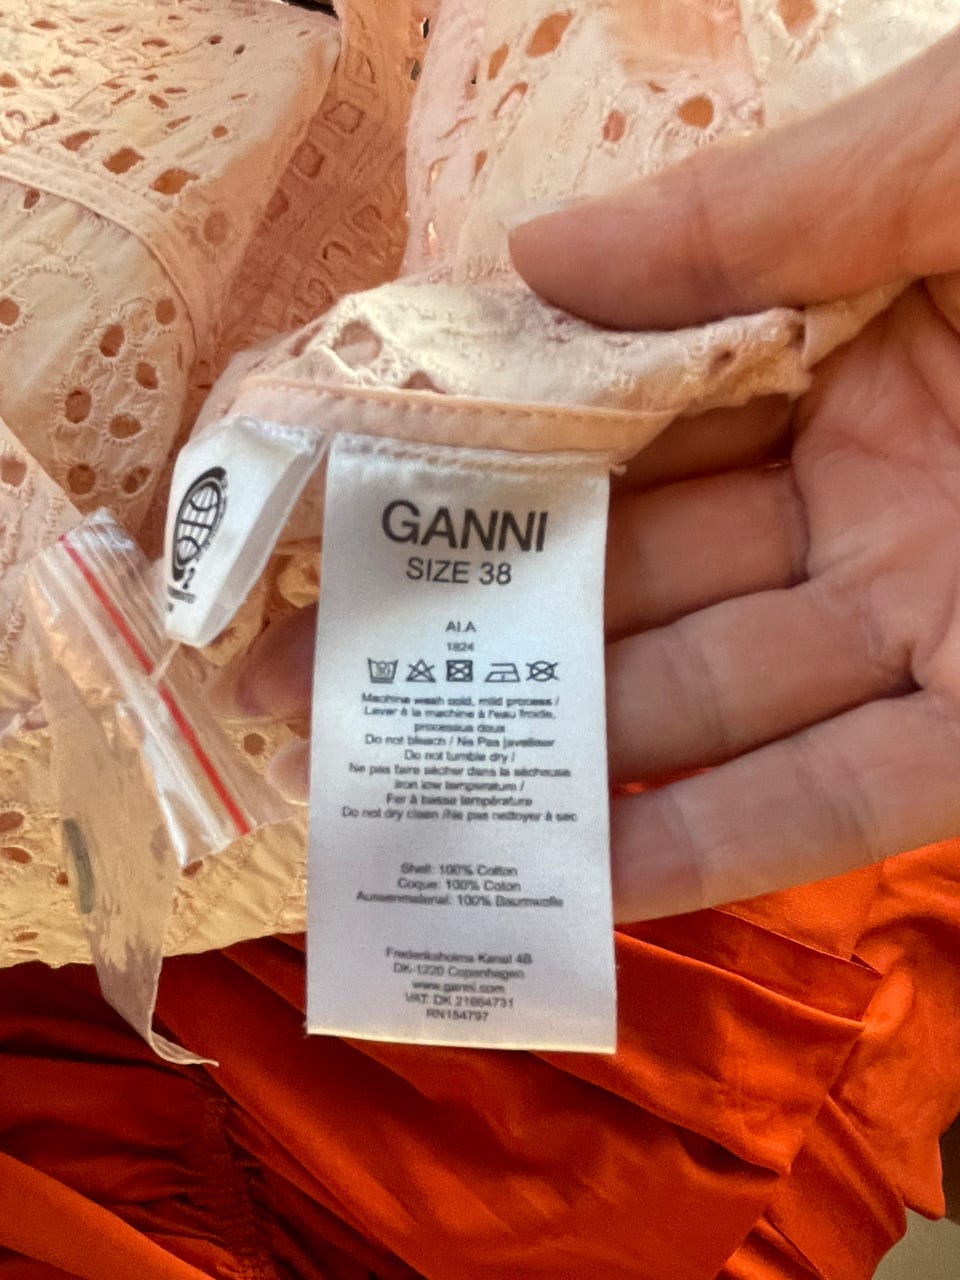 GANNI
SIZE 38
AI.A
1824
30
Machine wash cold, mild process /
Laver à la machine à l'eau froide,
processus doux
Do not bleach / Ne Pas javelliser
Do not tumble dry /
Ne pas faire sécher dans la sécheuse
Iron low temperature /
Fer à basse température
Do not dry clean /Ne pas nettoyer à sec
Shell: 100% Cotton
Coque: 100% Coton
Aussenmaterial: 100% Baumwolle
Frederiksholms Kanal 4B
DK-1220 Copenhagen
www.ganni.com
VAT: DK 21664731
RN154797